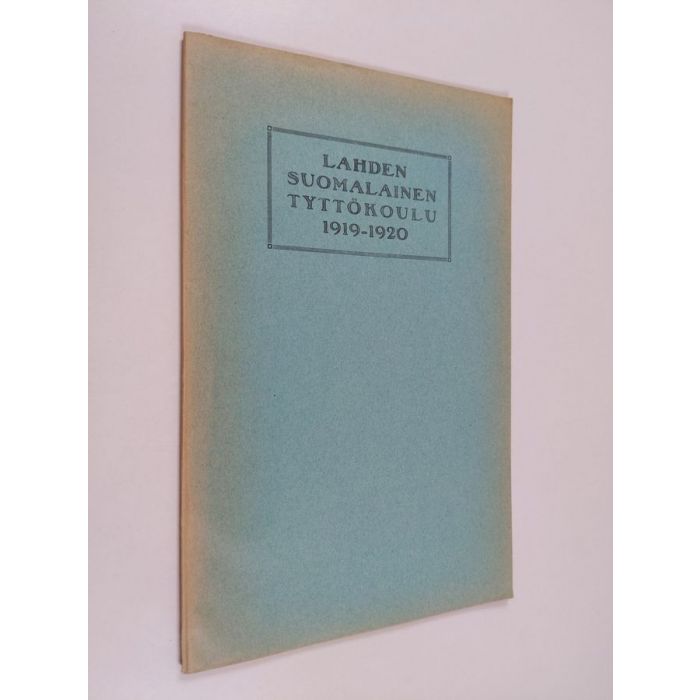 LAHDEN
SUOMALAINEN
TYTTÖKOULU
1919-1920